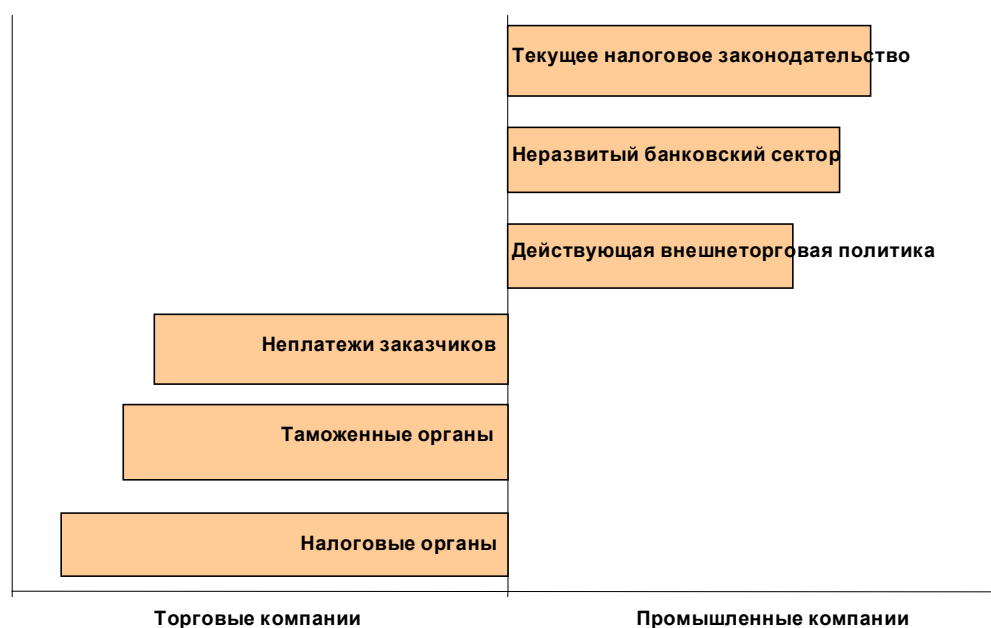 Текущее налоговое законодательство
Неразвитый банковский сектор
Действующая внешнеторговая политика
Неплатежи заказчиков
Таможенные органы
Налоговые органы
Торговые компании
Промышленные компании